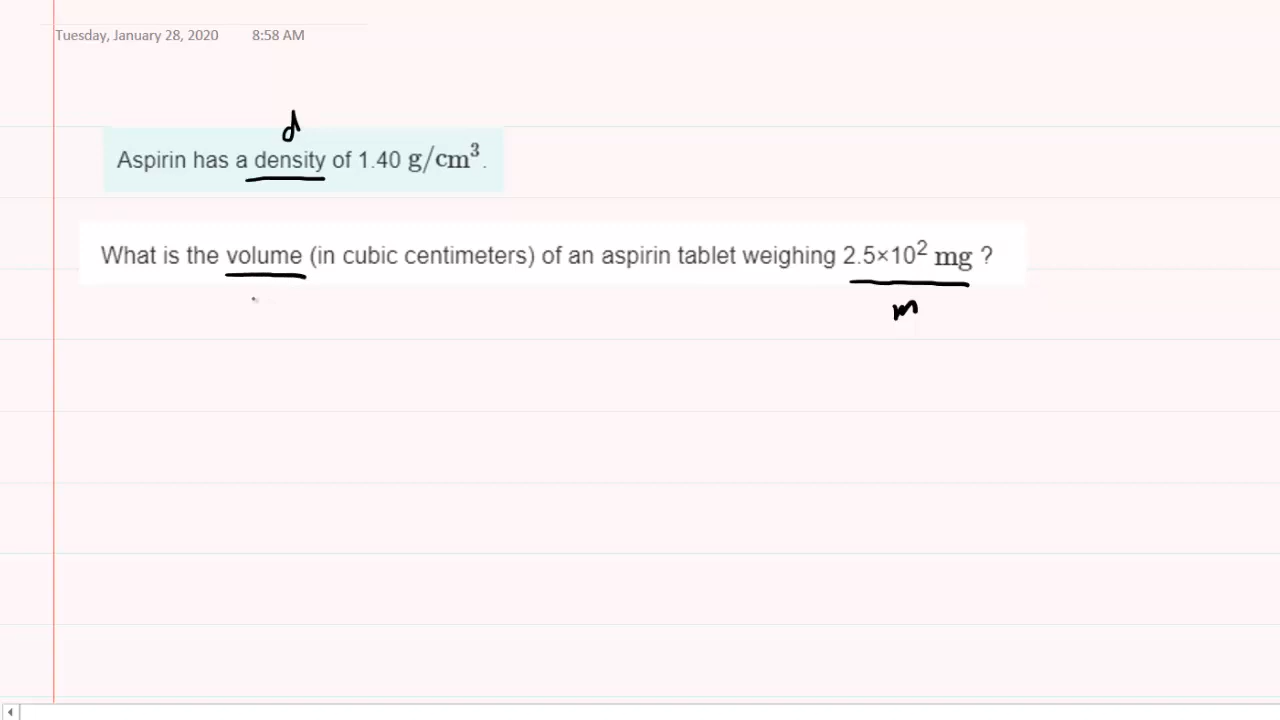 Tuesday, January 28, 2020 8:58 AM
d
Aspirin has a density of 1.40 g/cm³.
What is the volume (in cubic centimeters) of an aspirin tablet weighing 2.5×10² mg ?
m